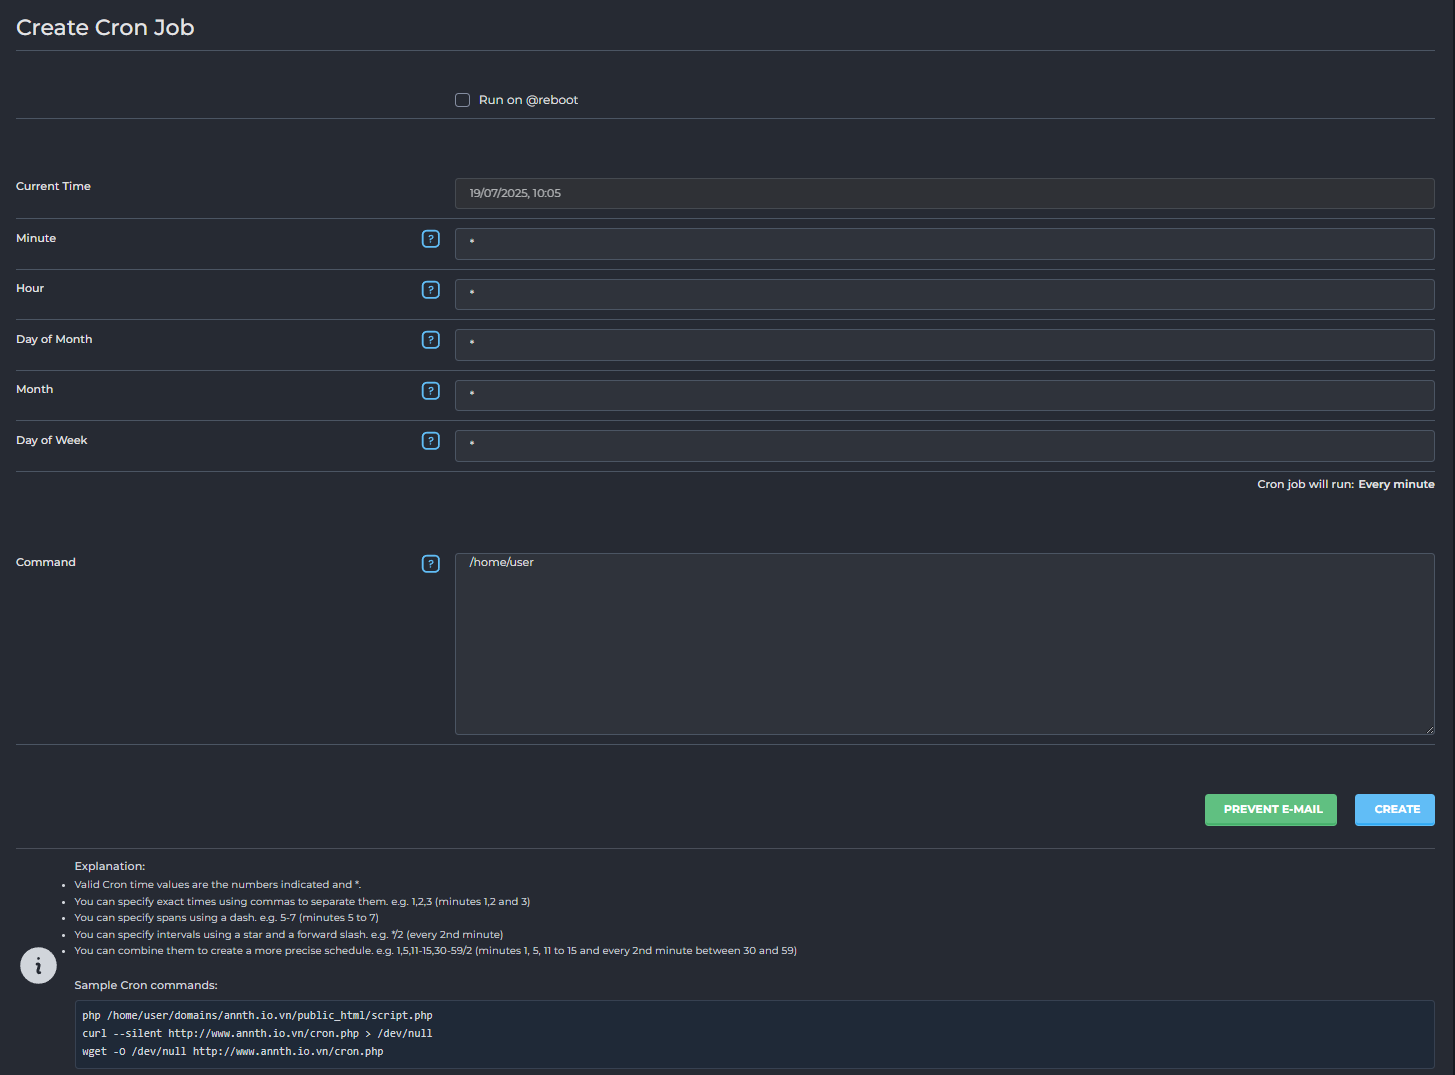 Create Cron Job
Run on @reboot
Current Time
19/07/2025, 10:05
Minute
?
*
Hour
?
*
Day of Month
?
*
Month
?
*
Day of Week
?
*
Cron job will run: Every minute
Command
?
/home/user
PREVENT E-MAIL
CREATE
Explanation:
• Valid Cron time values are the numbers indicated and *.
• You can specify exact times using commas to separate them. e.g. 1,2,3 (minutes 1,2 and 3)
• You can specify spans using a dash. e.g. 5-7 (minutes 5 to 7)
• You can specify intervals using a star and a forward slash. e.g. */2 (every 2nd minute)
• You can combine them to create a more precise schedule. e.g. 1,5,11-15,30-59/2 (minutes 1, 5, 11 to 15 and every 2nd minute between 30 and 59)
i
Sample Cron commands:
php /home/user/domains/annth.io.vn/public_html/script.php
curl --silent http://www.annth.io.vn/cron.php > /dev/null
wget -O /dev/null http://www.annth.io.vn/cron.php